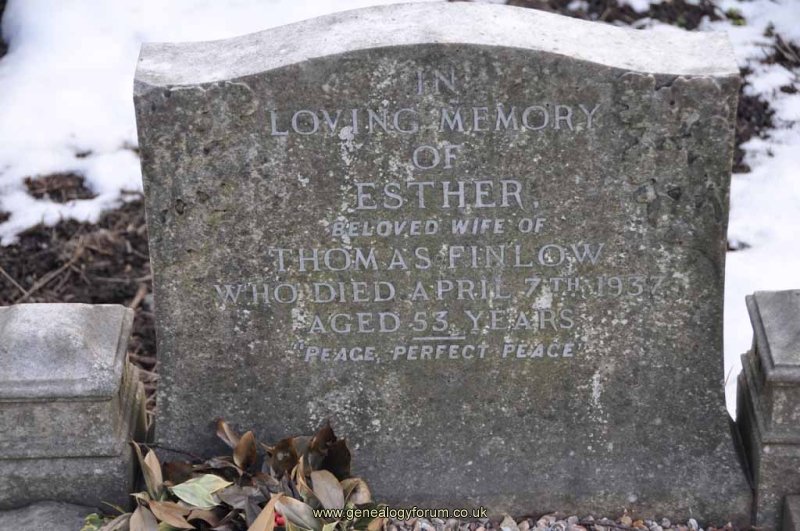 IN
LOVING MEMORY
OF
ESTHER,
BELOVED WIFE OF
THOMAS FINLOW
WHO DIED APRIL 7TH 1937
AGED 53 YEARS
"PEACE, PERFECT PEACE"
www.genealogyforum.co.uk